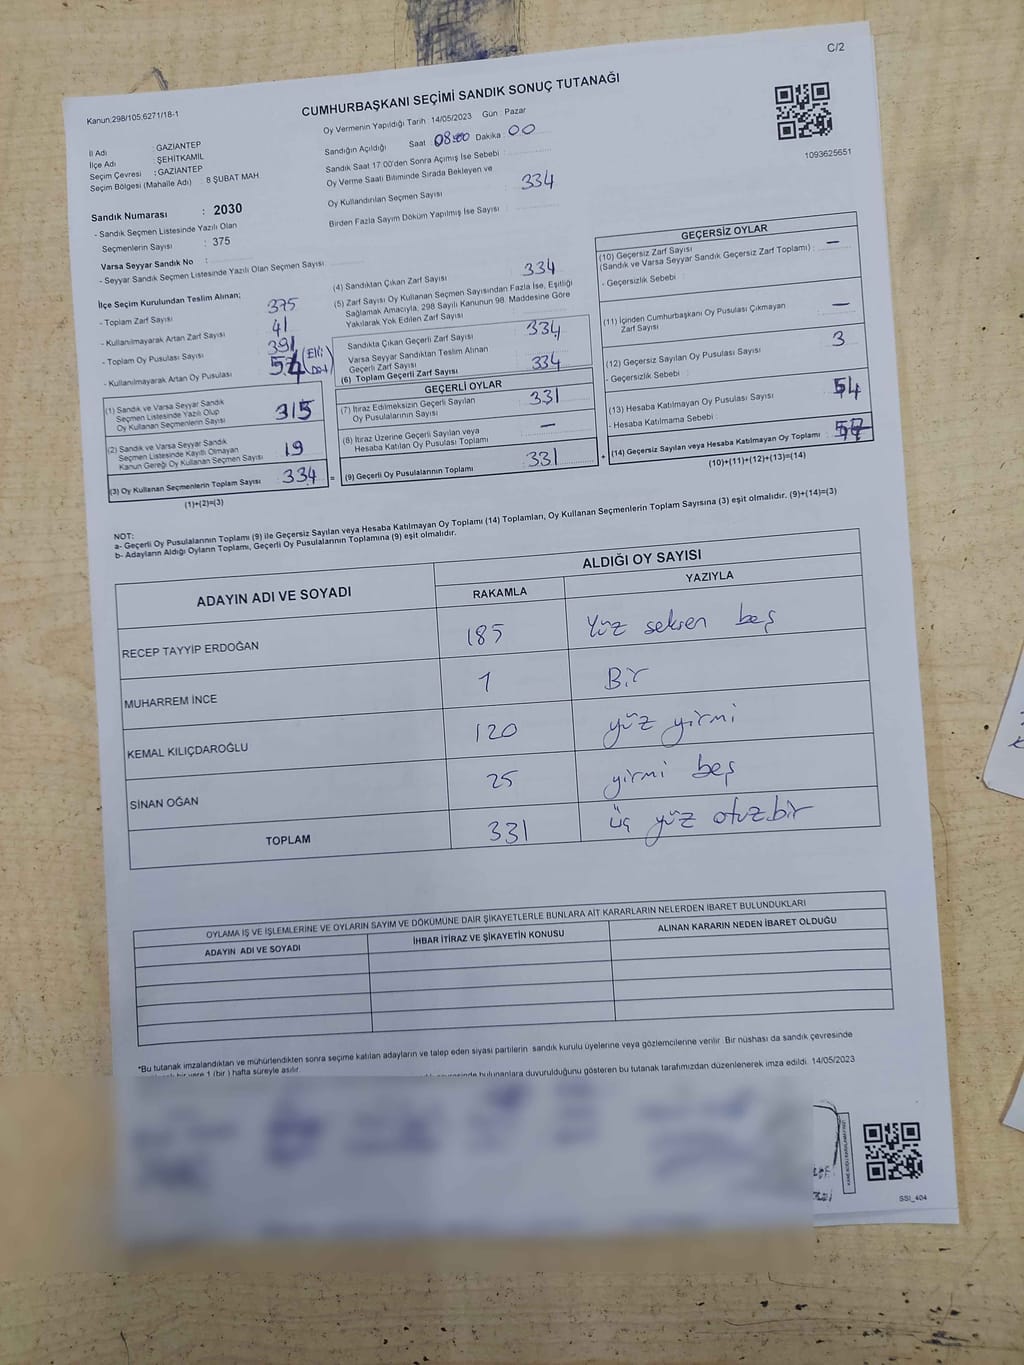 C/2
Kanun:298/105,6271/18-1
CUMHURBAŞKANI SEÇİMİ SANDIK SONUÇ TUTANAĞI
Oy Vermenin Yapıldığı Tarih :14/05/2023 Gün : Pazar
İl Adı : GAZİANTEP
İlçe Adı : ŞEHİTKAMİL
Seçim Çevresi : GAZİANTEP
Seçim Bölgesi (Mahalle Adı) : 8 ŞUBAT MAH
Sandığın Açıldığı Saat : 08:00 Dakika : 00
Sandık Saat 17:00'den Sonra Açımış İse Sebebi :
Oy Verme Saati Bitiminde Sırada Bekleyen ve
Oy Kullandırılan Seçmen Sayısı : 334
Birden Fazla Sayım Döküm Yapılmış İse Sayısı :
1093625651
Sandık Numarası : 2030
- Sandık Seçmen Listesinde Yazılı Olan
Seçmenlerin Sayısı : 375
Varsa Seyyar Sandık No :
- Seyyar Sandık Seçmen Listesinde Yazılı Olan Seçmen Sayısı :
İlçe Seçim Kurulundan Teslim Alınan;
- Toplam Zarf Sayısı : 375
- Kullanılmayarak Artan Zarf Sayısı : 41
- Toplam Oy Pusulası Sayısı : 391
- Kullanılmayarak Artan Oy Pusulası : 54
(1) Sandık ve Varsa Seyyar Sandık
Seçmen Listesinde Yazılı Olup
Oy Kullanan Seçmenlerin Sayısı : 315
(2) Sandık ve Varsa Seyyar Sandık
Seçmen Listesinde Kayıtlı Olmayan
Kanun Gereği Oy Kullanan Seçmen Sayısı : 19
(3) Oy Kullanan Seçmenlerin Toplam Sayısı : 334 =
(1)+(2)=(3)
(4) Sandıktan Çıkan Zarf Sayısı : 334
(5) Zarf Sayısı Oy Kullanan Seçmen Sayısından Fazla İse, Eşitliği
Sağlamak Amacıyla, 298 Sayılı Kanunun 98. Maddesine Göre
Yakılarak Yok Edilen Zarf Sayısı :
Sandıkta Çıkan Geçerli Zarf Sayısı : 334
Varsa Seyyar Sandıktan Teslim Alınan
Geçerli Zarf Sayısı :
(6) Toplam Geçerli Zarf Sayısı : 334
GEÇERLİ OYLAR
(7) İtiraz Edilmeksizin Geçerli Sayılan
Oy Pusulalarının Sayısı : 331
(8) İtiraz Üzerine Geçerli Sayılan veya
Hesaba Katılan Oy Pusulası Toplamı : —
(9) Geçerli Oy Pusulalarının Toplamı : 331 +
GEÇERSİZ OYLAR
(10) Geçersiz Zarf Sayısı
(Sandık ve Varsa Seyyar Sandık Geçersiz Zarf Toplamı) : —
- Geçersizlik Sebebi :
(11) İçinden Cumhurbaşkanı Oy Pusulası Çıkmayan
Zarf Sayısı : —
(12) Geçersiz Sayılan Oy Pusulası Sayısı : 3
- Geçersizlik Sebebi :
(13) Hesaba Katılmayan Oy Pusulası Sayısı : 54
- Hesaba Katılmama Sebebi :
(14) Geçersiz Sayılan veya Hesaba Katılmayan Oy Toplamı : 57
(10)+(11)+(12)+(13)=(14)
NOT:
a- Geçerli Oy Pusulalarının Toplamı (9) ile Geçersiz Sayılan veya Hesaba Katılmayan Oy Toplamı (14) Toplamları, Oy Kullanan Seçmenlerin Toplam Sayısına (3) eşit olmalıdır. (9)+(14)=(3)
b- Adayların Aldığı Oyların Toplamı, Geçerli Oy Pusulalarının Toplamına (9) eşit olmalıdır.
ADAYIN ADI VE SOYADI
ALDIĞI OY SAYISI
RAKAMLA YAZIYLA
RECEP TAYYİP ERDOĞAN 185 Yüz seksen beş
MUHARREM İNCE 1 Bir
KEMAL KILIÇDAROĞLU 120 yüz yirmi
SİNAN OĞAN 25 yirmi beş
TOPLAM 331 üç yüz otuz bir
OYLAMA İŞ VE İŞLEMLERİNE VE OYLARIN SAYIM VE DÖKÜMÜNE DAİR ŞİKAYETLERLE BUNLARA AİT KARARLARIN NELERDEN İBARET BULUNDUKLARI
ADAYIN ADI VE SOYADI İHBAR İTİRAZ VE ŞİKAYETİN KONUSU ALINAN KARARIN NEDEN İBARET OLDUĞU
*Bu tutanak imzalandıktan ve mühürlendikten sonra seçime katılan adayların ve talep eden siyasi partilerin sandık kurulu üyelerine veya gözlemcilerine verilir. Bir nüshası da sandık çevresinde
bir yere 1 (bir) hafta süreyle asılır.
bulunanlara duyurulduğunu gösteren bu tutanak tarafımızdan düzenlenerek imza edildi. 14/05/2023
SSI_404